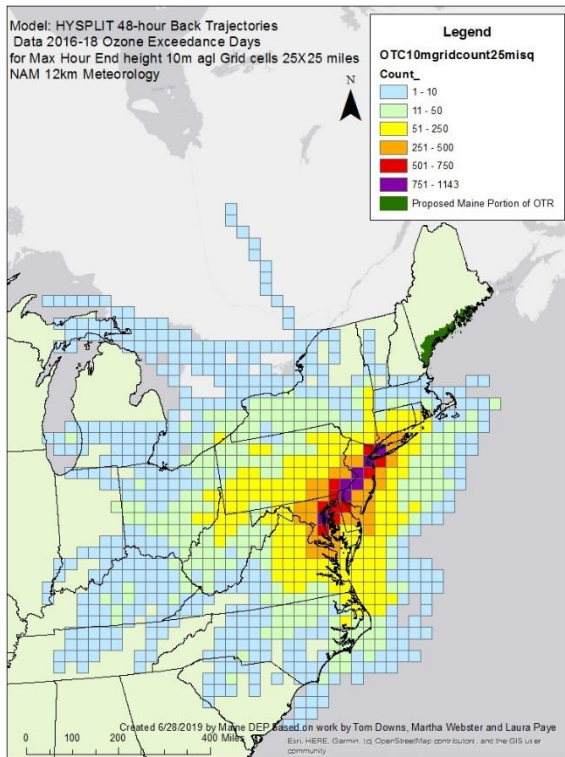 Model: HYSPLIT 48-hour Back Trajectories
Data 2016-18 Ozone Exceedance Days
for Max Hour End height 10m agl Grid cells 25X25 miles
NAM 12km Meteorology
N
Legend
OTC10mgridcount25misq
Count_
1 - 10
11 - 50
51 - 250
251 - 500
501 - 750
751 - 1143
Proposed Maine Portion of OTR
Created 6/28/2019 by Maine DEP based on work by Tom Downs, Martha Webster and Laura Paye
0 100 200 400 Miles
Esri, HERE, Garmin, (c) OpenStreetMap contributors, and the GIS user
community